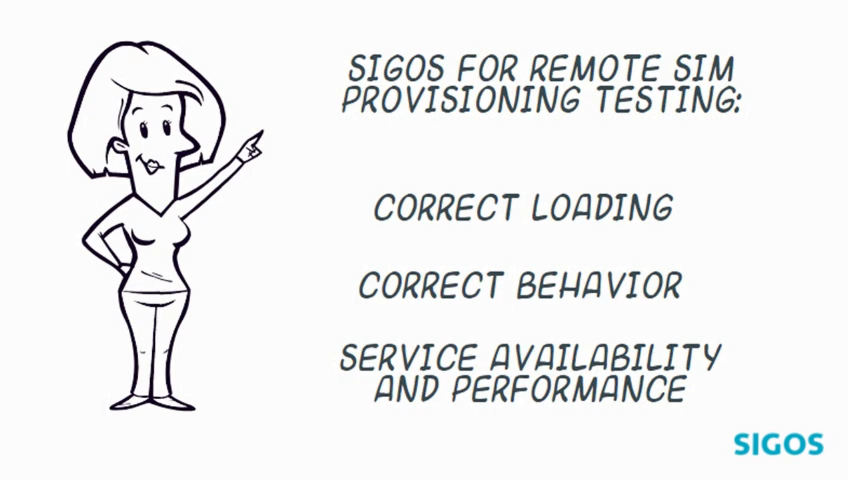 SIGOS FOR REMOTE SIM
PROVISIONING TESTING:
CORRECT LOADING
CORRECT BEHAVIOR
SERVICE AVAILABILITY
AND PERFORMANCE
SIGOS